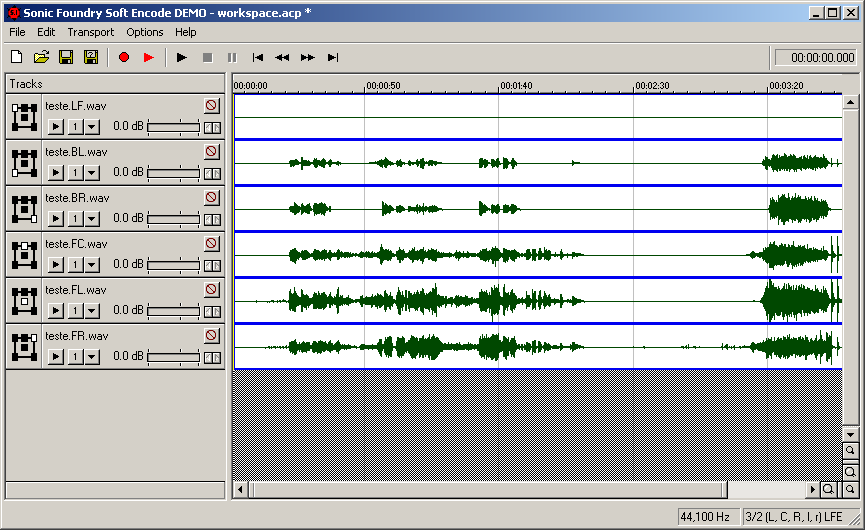 Sonic Foundry Soft Encode DEMO - workspace.acp *
File Edit Transport Options Help
00:00:00.000
Tracks
00:00:00 00:00:50 00:01:40 00:02:30 00:03:20
teste.LF.wav
1 0.0 dB
teste.BL.wav
1 0.0 dB
teste.BR.wav
1 0.0 dB
teste.FC.wav
1 0.0 dB
teste.FL.wav
1 0.0 dB
teste.FR.wav
1 0.0 dB
44,100 Hz 3/2 (L, C, R, l, r) LFE